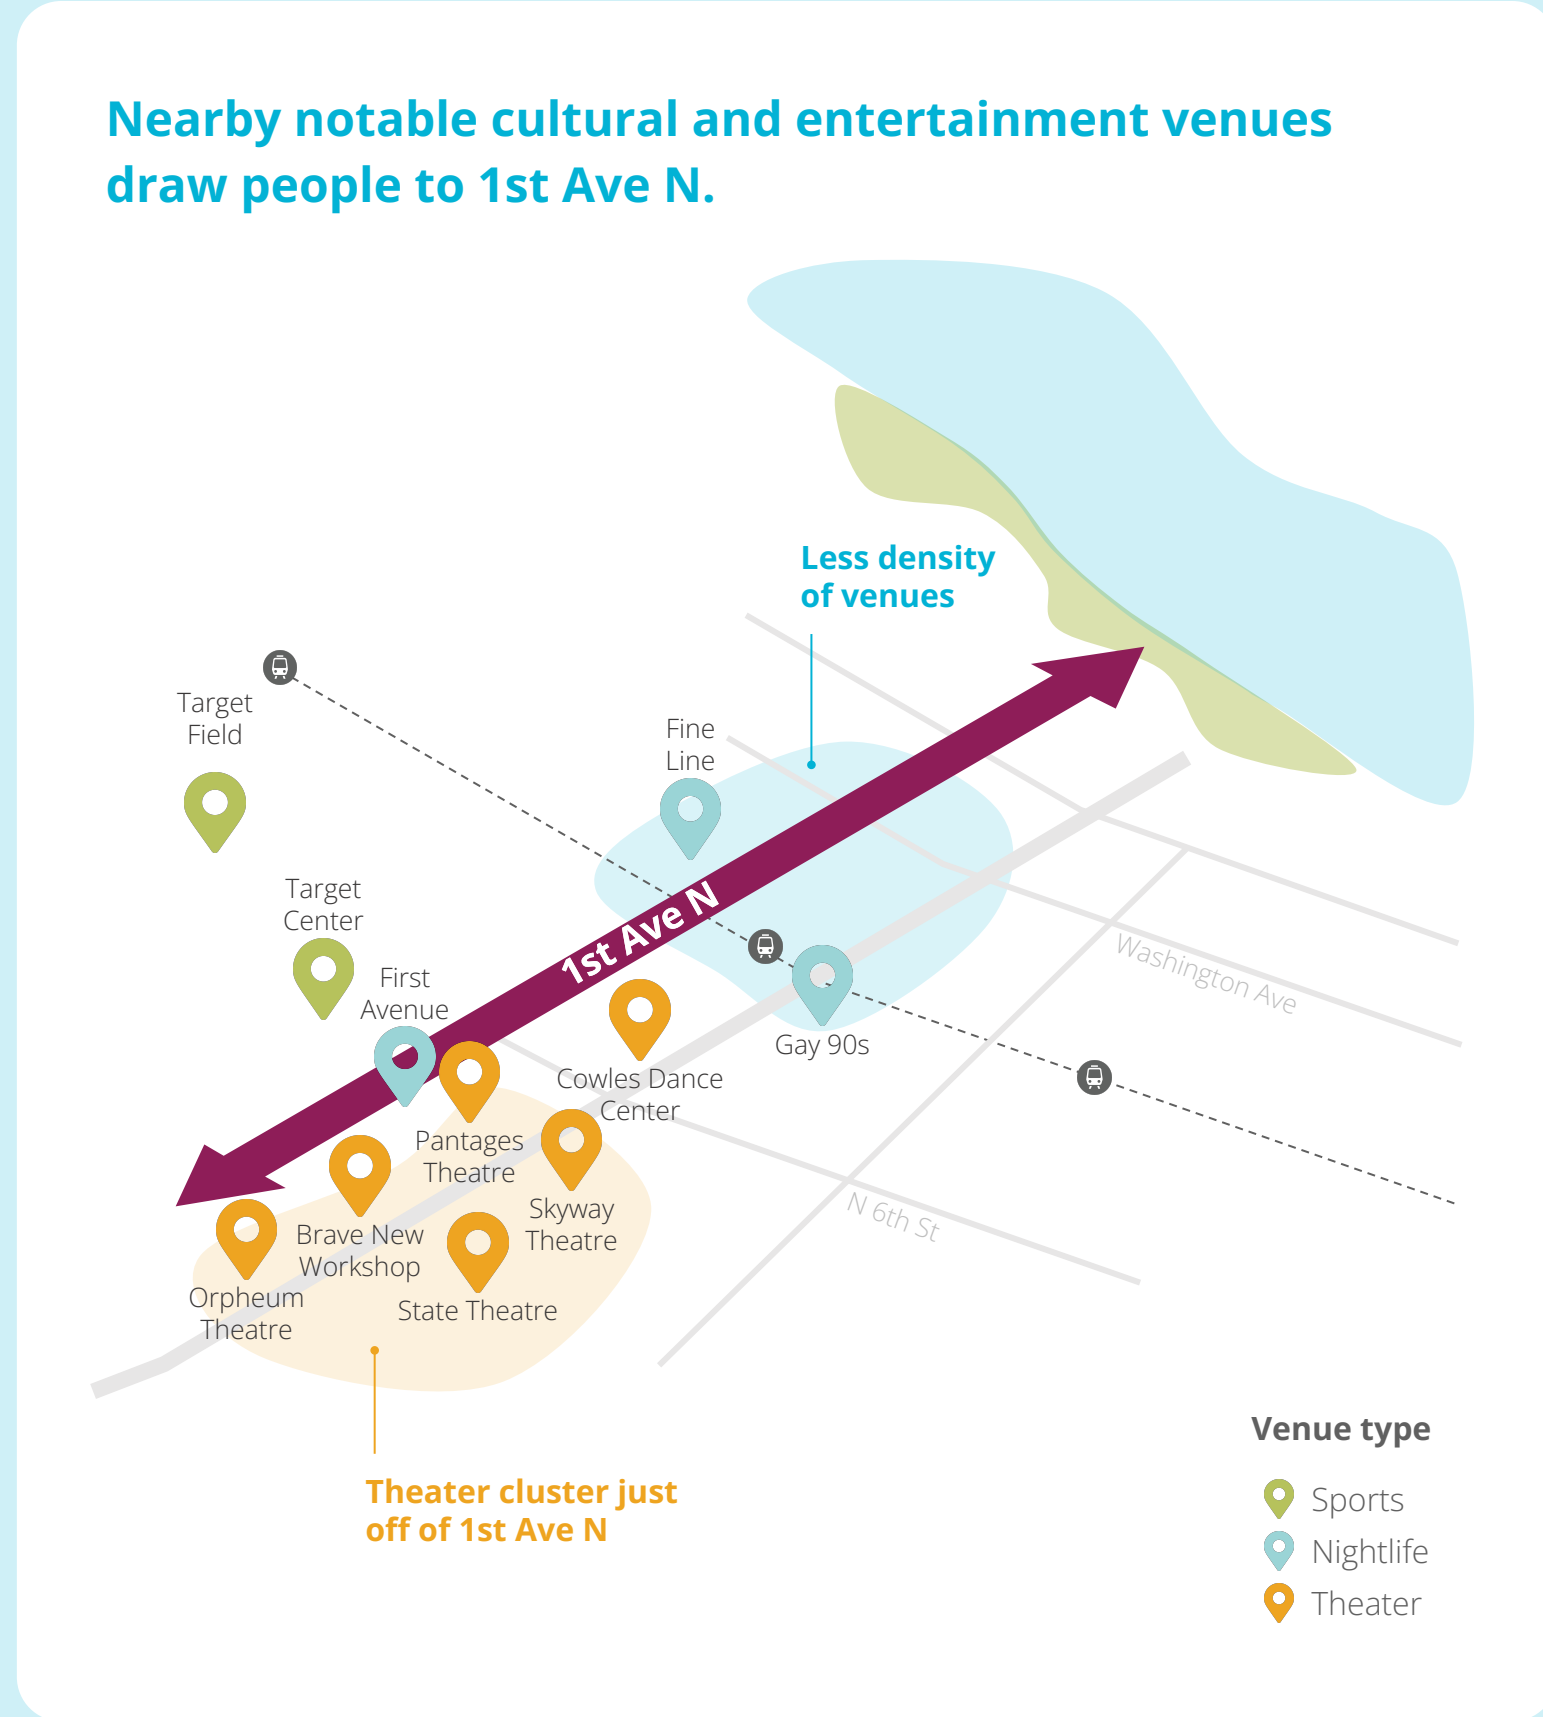 Nearby notable cultural and entertainment venues
draw people to 1st Ave N.
Less density
of venues
Target
Field
Fine
Line
Target
Center
First
Avenue
1st Ave N
Washington Ave
Gay 90s
Cowles Dance
Center
Pantages
Theatre
Skyway
Theatre
N 6th St
Brave New
Workshop
Orpheum
Theatre
State Theatre
Theater cluster just
off of 1st Ave N
Venue type
Sports
Nightlife
Theater